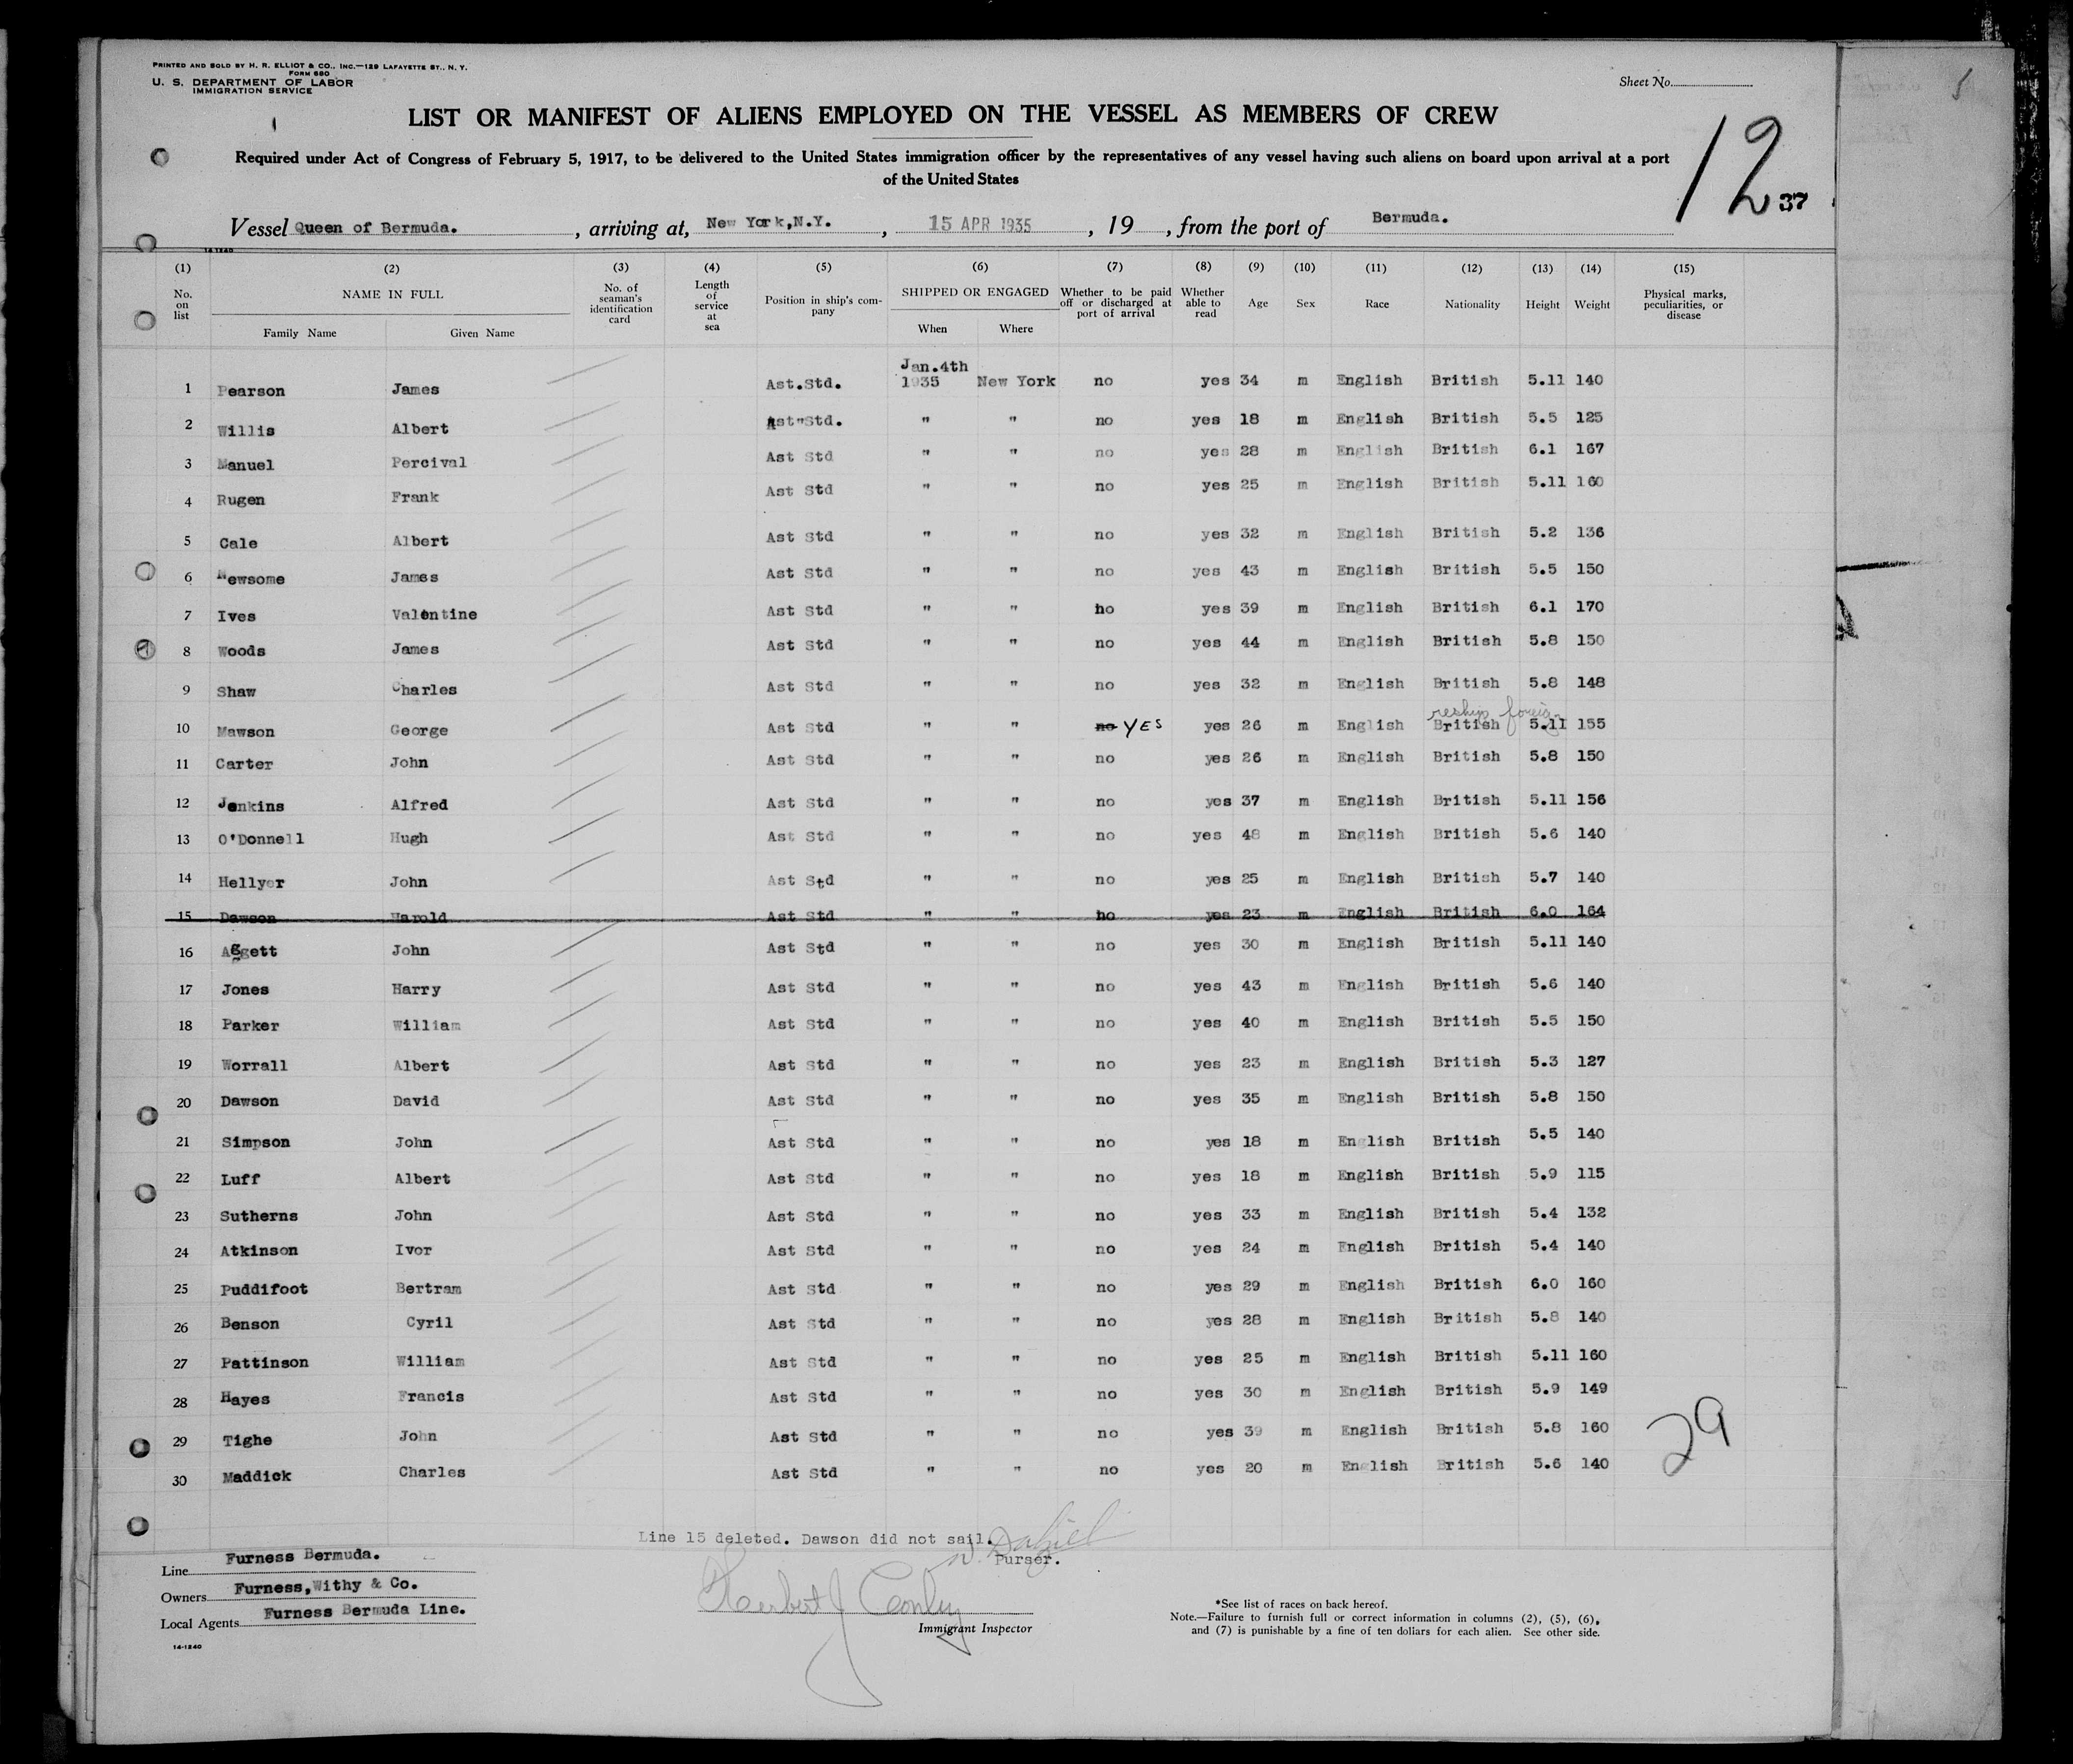 PRINTED AND SOLD BY H. R. ELLIOT & CO., INC.—129 LAFAYETTE ST., N. Y.
FORM 680
U. S. DEPARTMENT OF LABOR
IMMIGRATION SERVICE
Sheet No.
LIST OR MANIFEST OF ALIENS EMPLOYED ON THE VESSEL AS MEMBERS OF CREW
12
Required under Act of Congress of February 5, 1917, to be delivered to the United States immigration officer by the representatives of any vessel having such aliens on board upon arrival at a port
of the United States
37
Vessel Queen of Bermuda. , arriving at, New York,N.Y. , 15 APR 1935 , 19 , from the port of Bermuda.
14-1240
(1) (2) (3) (4) (5) (6) (7) (8) (9) (10) (11) (12) (13) (14) (15)
No. on list NAME IN FULL Family Name Given Name No. of seaman's identification card Length of service at sea Position in ship's company SHIPPED OR ENGAGED When Where Whether to be paid off or discharged at port of arrival Whether able to read Age Sex Race Nationality Height Weight Physical marks, peculiarities, or disease
Jan.4th
1 Pearson James Ast.Std. 1935 New York no yes 34 m English British 5.11 140
2 Willis Albert Ast"Std. " " no yes 18 m English British 5.5 125
3 Manuel Percival Ast Std " " no yes 28 m English British 6.1 167
4 Rugen Frank Ast Std " " no yes 25 m English British 5.11 160
5 Cale Albert Ast Std " " no yes 32 m English British 5.2 136
6 Newsome James Ast Std " " no yes 43 m English British 5.5 150
7 Ives Valentine Ast Std " " no yes 39 m English British 6.1 170
8 Woods James Ast Std " " no yes 44 m English British 5.8 150
9 Shaw Charles Ast Std " " no yes 32 m English British 5.8 148
reship foreign
10 Mawson George Ast Std " " no YES yes 26 m English British 5.11 155
11 Carter John Ast Std " " no yes 26 m English British 5.8 150
12 Jenkins Alfred Ast Std " " no yes 37 m English British 5.11 156
13 O'Donnell Hugh Ast Std " " no yes 48 m English British 5.6 140
14 Hellyer John Ast Std " " no yes 25 m English British 5.7 140
15 Dawson Harold Ast Std " " no yes 23 m English British 6.0 164
16 Aggett John Ast Std " " no yes 30 m English British 5.11 140
17 Jones Harry Ast Std " " no yes 43 m English British 5.6 140
18 Parker William Ast Std " " no yes 40 m English British 5.5 150
19 Worrall Albert Ast Std " " no yes 23 m English British 5.3 127
20 Dawson David Ast Std " " no yes 35 m English British 5.8 150
21 Simpson John Ast Std " " no yes 18 m English British 5.5 140
22 Luff Albert Ast Std " " no yes 18 m English British 5.9 115
23 Sutherns John Ast Std " " no yes 33 m English British 5.4 132
24 Atkinson Ivor Ast Std " " no yes 24 m English British 5.4 140
25 Puddifoot Bertram Ast Std " " no yes 29 m English British 6.0 160
26 Benson Cyril Ast Std " " no yes 28 m English British 5.8 140
27 Pattinson William Ast Std " " no yes 25 m English British 5.11 160
28 Hayes Francis Ast Std " " no yes 30 m English British 5.9 149
29 Tighe John Ast Std " " no yes 39 m English British 5.8 160
29
30 Maddick Charles Ast Std " " no yes 20 m English British 5.6 140
Line 15 deleted. Dawson did not sail.
Purser.
Line Furness Bermuda.
Owners Furness,Withy & Co.
Local Agents Furness Bermuda Line.
14-1240
Herbert J Conley
Immigrant Inspector
*See list of races on back hereof.
Note.—Failure to furnish full or correct information in columns (2), (5), (6),
and (7) is punishable by a fine of ten dollars for each alien. See other side.